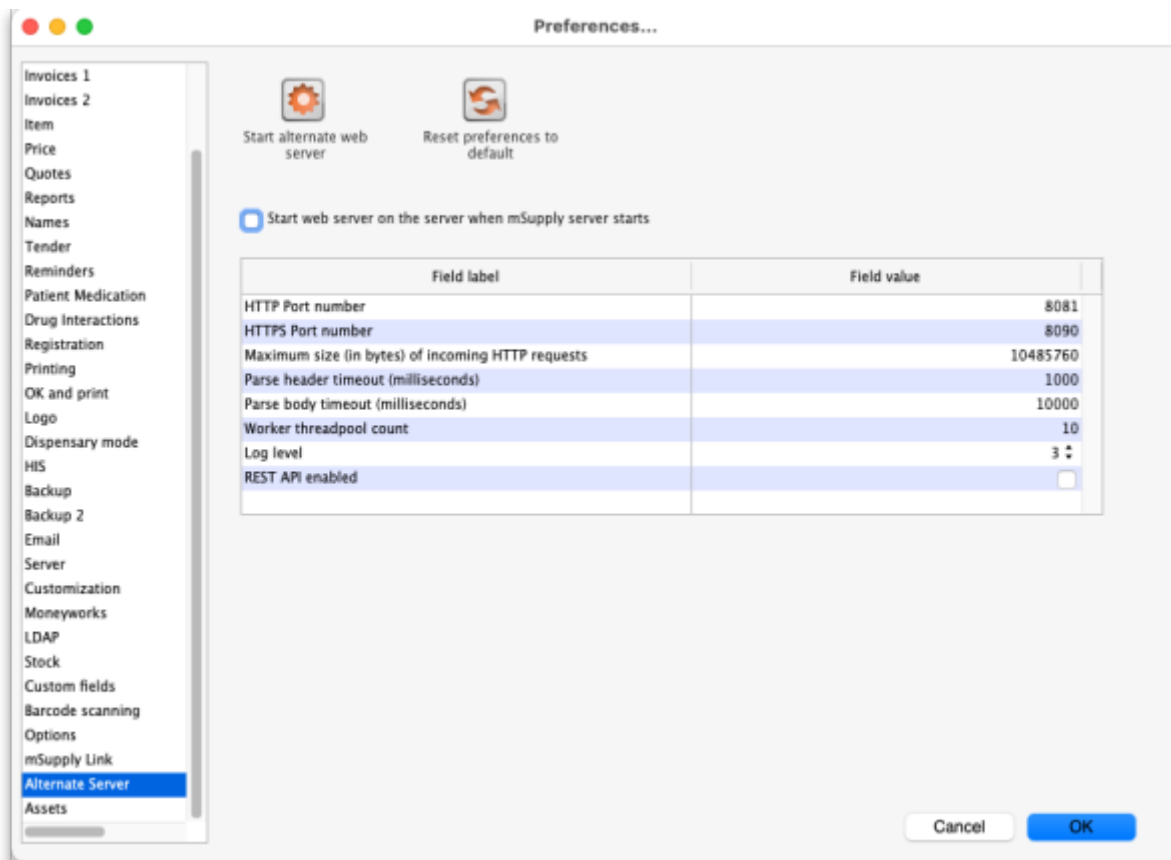 Preferences...
Invoices 1
Invoices 2
Item
Price
Quotes
Reports
Names
Tender
Reminders
Patient Medication
Drug Interactions
Registration
Printing
OK and print
Logo
Dispensary mode
HIS
Backup
Backup 2
Email
Server
Customization
Moneyworks
LDAP
Stock
Custom fields
Barcode scanning
Options
mSupply Link
Alternate Server
Assets
Start alternate web
server
Reset preferences to
default
Start web server on the server when mSupply server starts
Field label Field value
HTTP Port number 8081
HTTPS Port number 8090
Maximum size (in bytes) of incoming HTTP requests 10485760
Parse header timeout (milliseconds) 1000
Parse body timeout (milliseconds) 10000
Worker threadpool count 10
Log level 3
REST API enabled
Cancel OK